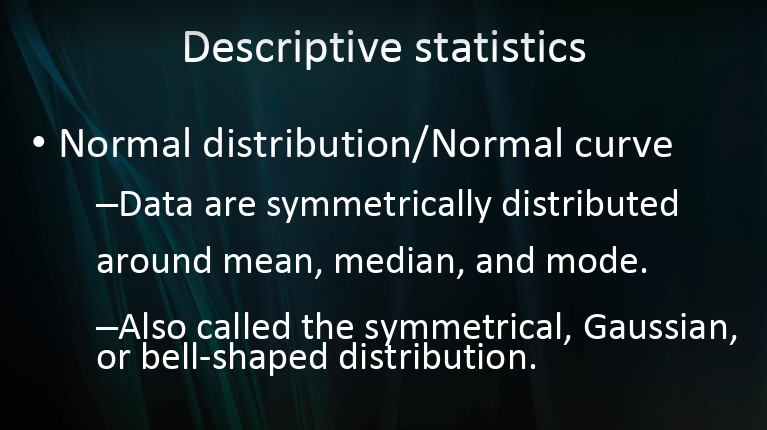 Descriptive statistics
• Normal distribution/Normal curve
–Data are symmetrically distributed
around mean, median, and mode.
–Also called the symmetrical, Gaussian,
or bell-shaped distribution.